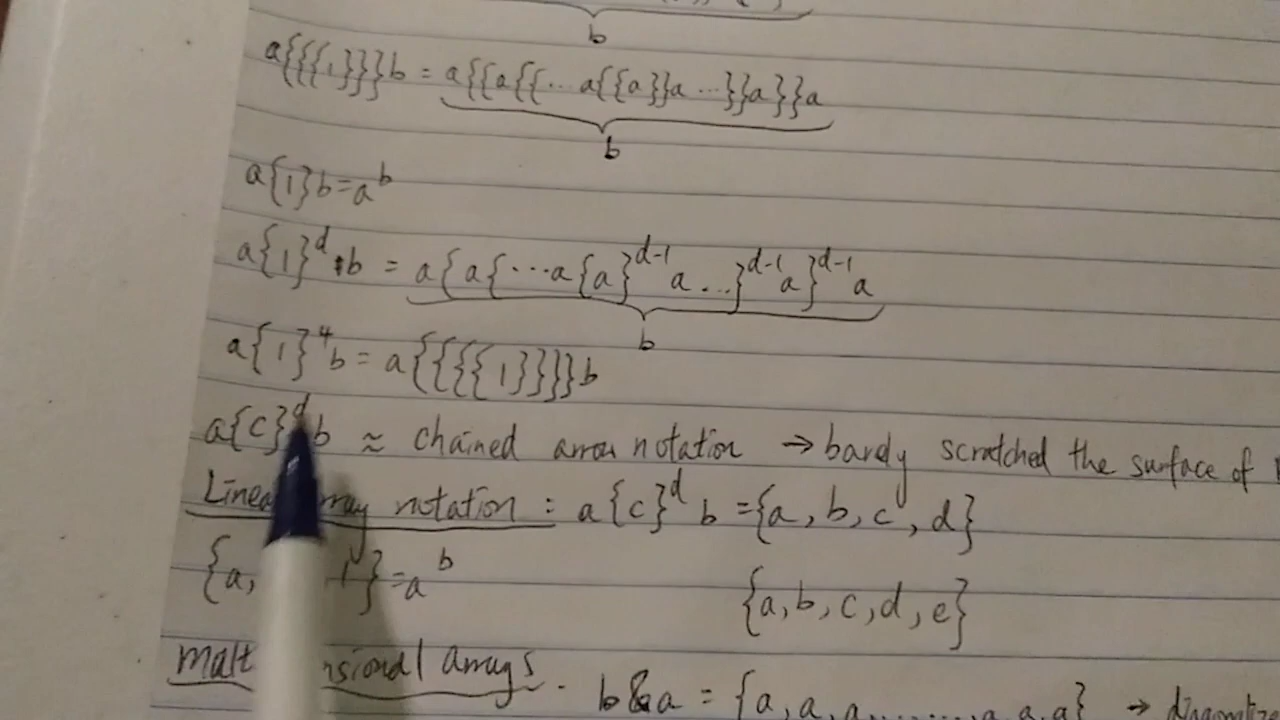 b
a{{{1}}}b = a{{a{{...a{{a}}a...}}a}}a
b
a{1}b=a^b
a{1}^d b = a{a{...a{a}^d-1 a...}^d-1 a}^d-1 a
b
a{1}^4 b = a{{{{1}}}}b
a{c}^d b ≈ chained arrow notation → barely scratched the surface of
Linear array notation : a{c}^d b ={a, b, c, d}
{a, 1}=a^b {a, b, c, d, e}
arrays. b&a = {a, a, a, ......, a, a, a} →